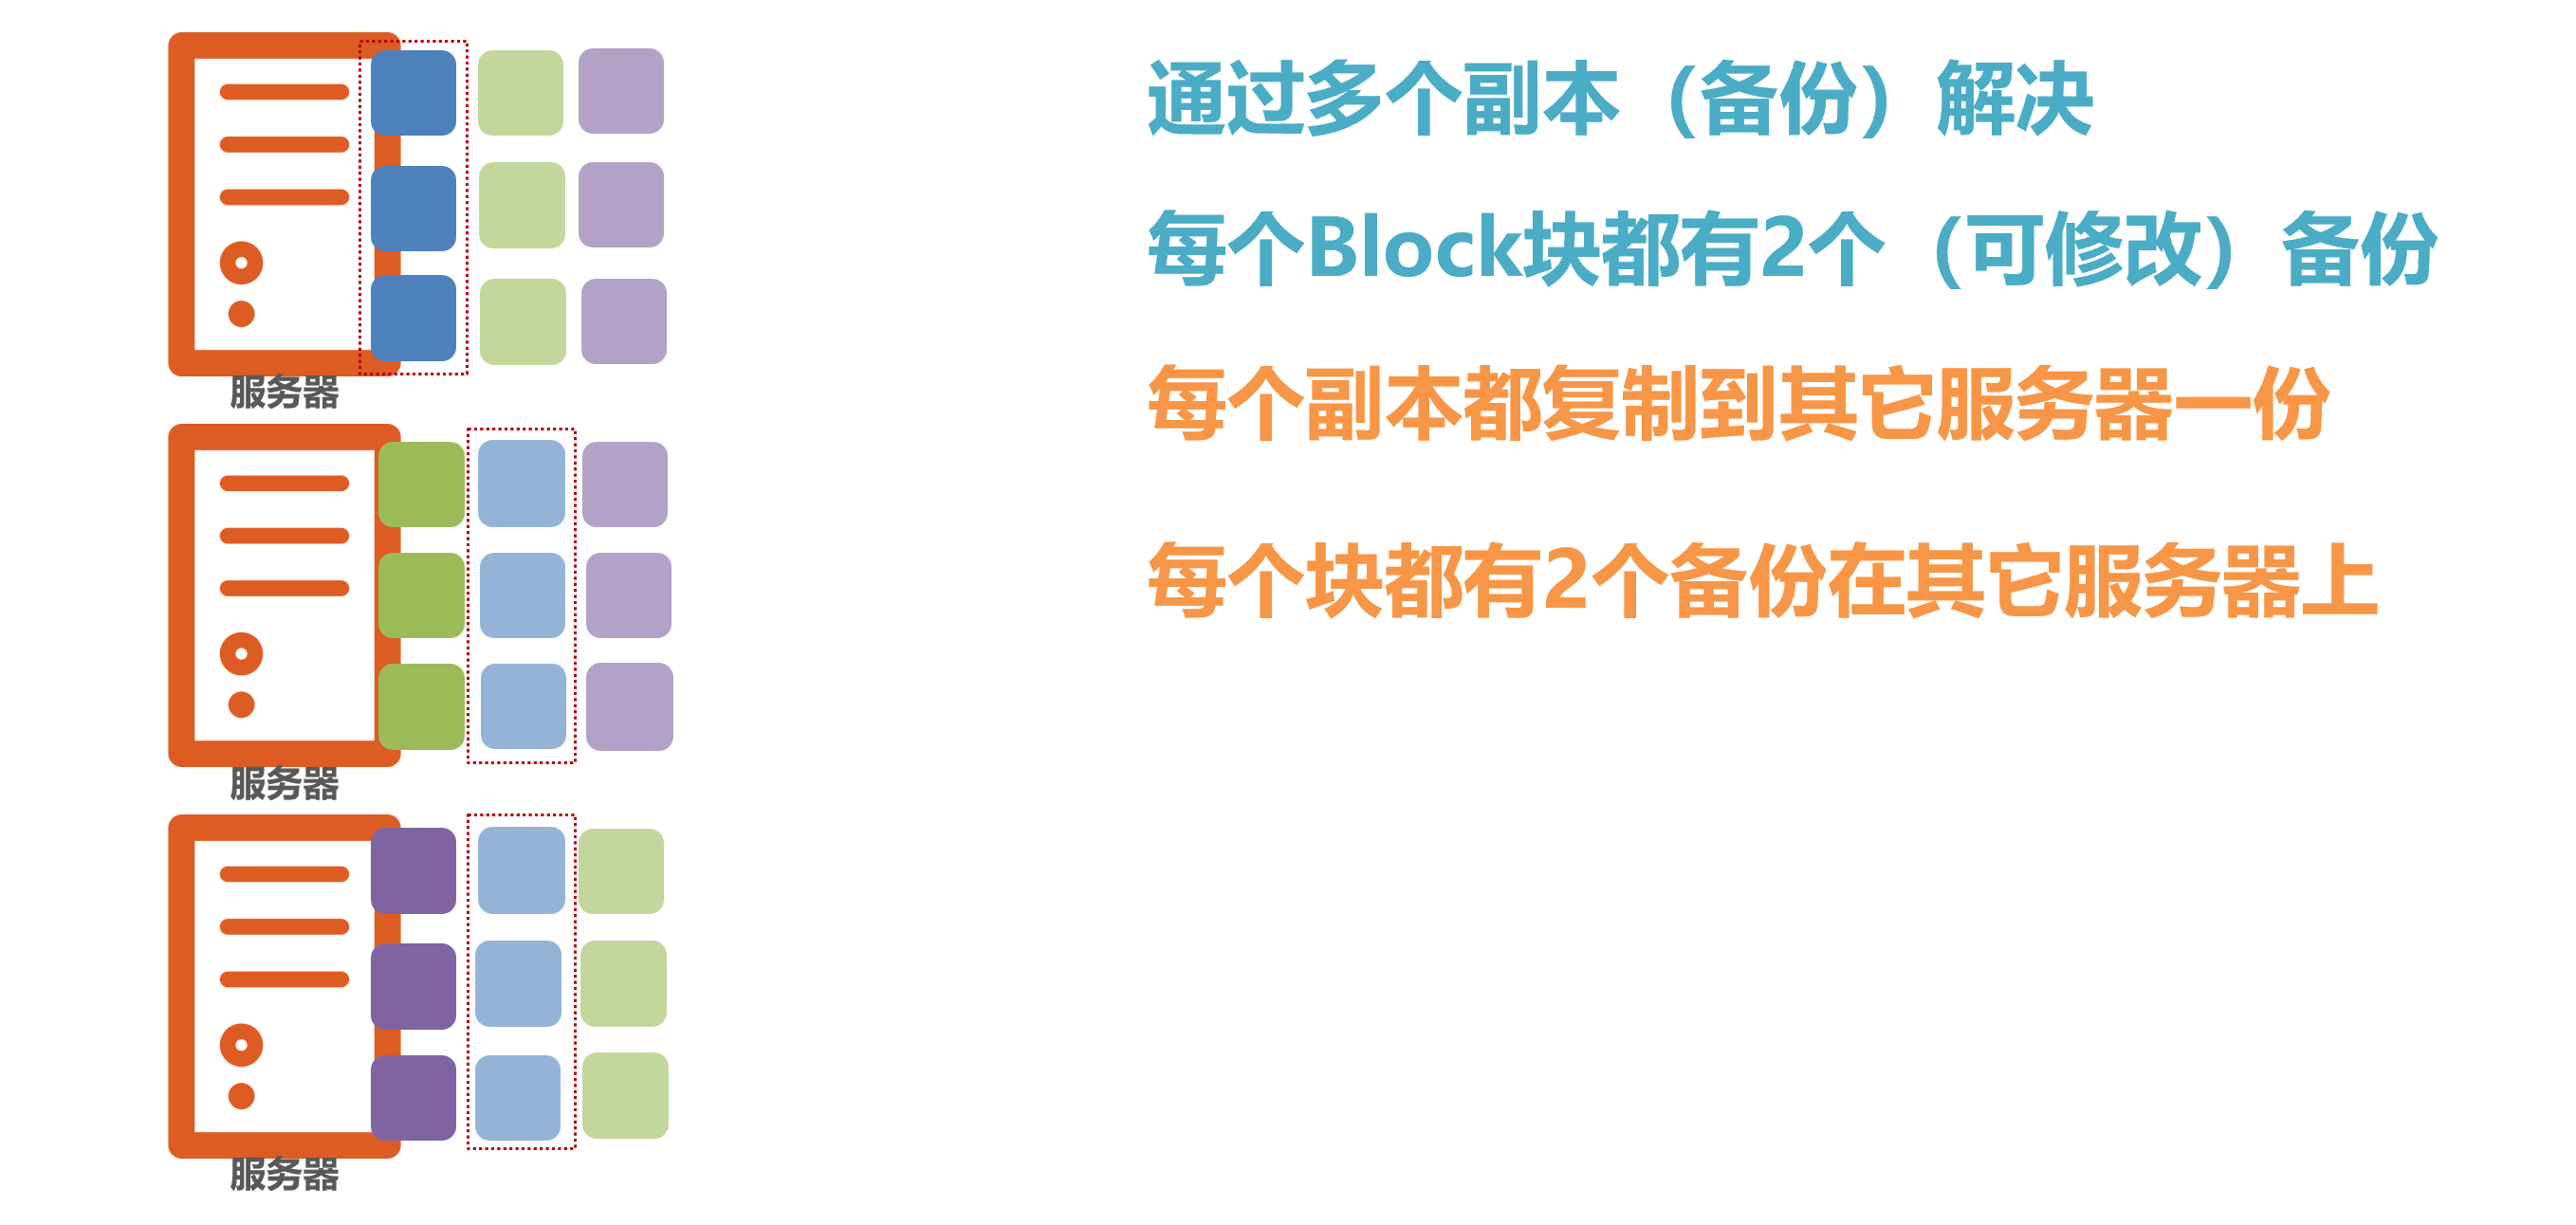 通过多个副本（备份）解决
每个Block块都有2个（可修改）备份
每个副本都复制到其它服务器一份
每个块都有2个备份在其它服务器上
服务器
服务器
服务器